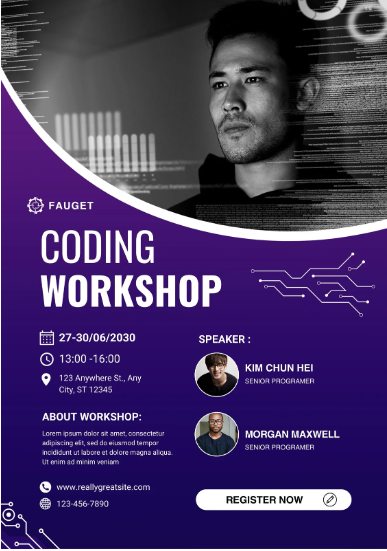 FAUGET
CODING
WORKSHOP
27-30/06/2030
13:00 -16:00
123 Anywhere St., Any
City, ST 12345
ABOUT WORKSHOP:
Lorem ipsum dolor sit amet, consectetur
adipiscing elit, sed do eiusmod tempor
incididunt ut labore et dolore magna aliqua.
Ut enim ad minim veniam
www.reallygreatsite.com
123-456-7890
SPEAKER :
KIM CHUN HEI
SENIOR PROGRAMER
MORGAN MAXWELL
SENIOR PROGRAMER
REGISTER NOW